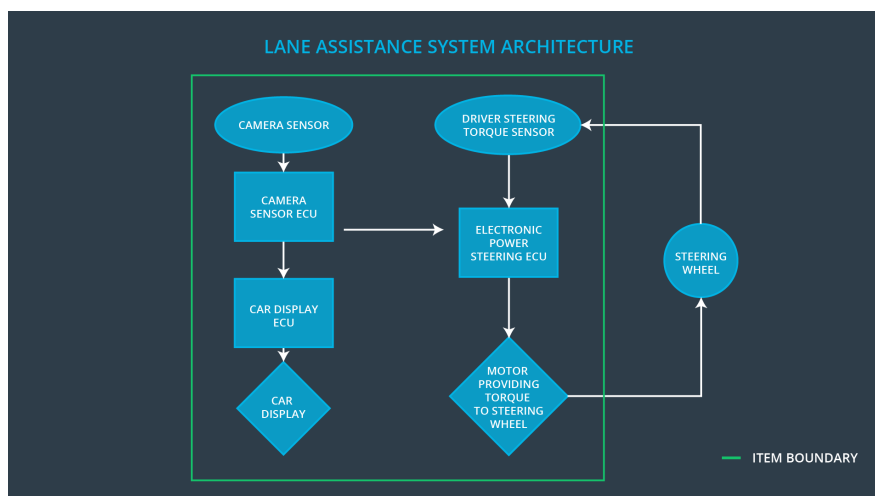 LANE ASSISTANCE SYSTEM ARCHITECTURE
CAMERA SENSOR
DRIVER STEERING
TORQUE SENSOR
CAMERA
SENSOR ECU
ELECTRONIC
POWER
STEERING ECU
STEERING
WHEEL
CAR DISPLAY
ECU
CAR
DISPLAY
MOTOR
PROVIDING
TORQUE
TO STEERING
WHEEL
ITEM BOUNDARY